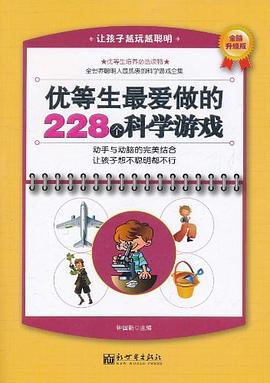 让孩子越玩越聪明
★优等生培养必选读物★
全世界聪明人最热衷的科学游戏全集
全新
升级版
优等生最爱做的
228个科学游戏
动手与动脑的完美结合
让孩子想不聪明都不行
主编
新世界出版社